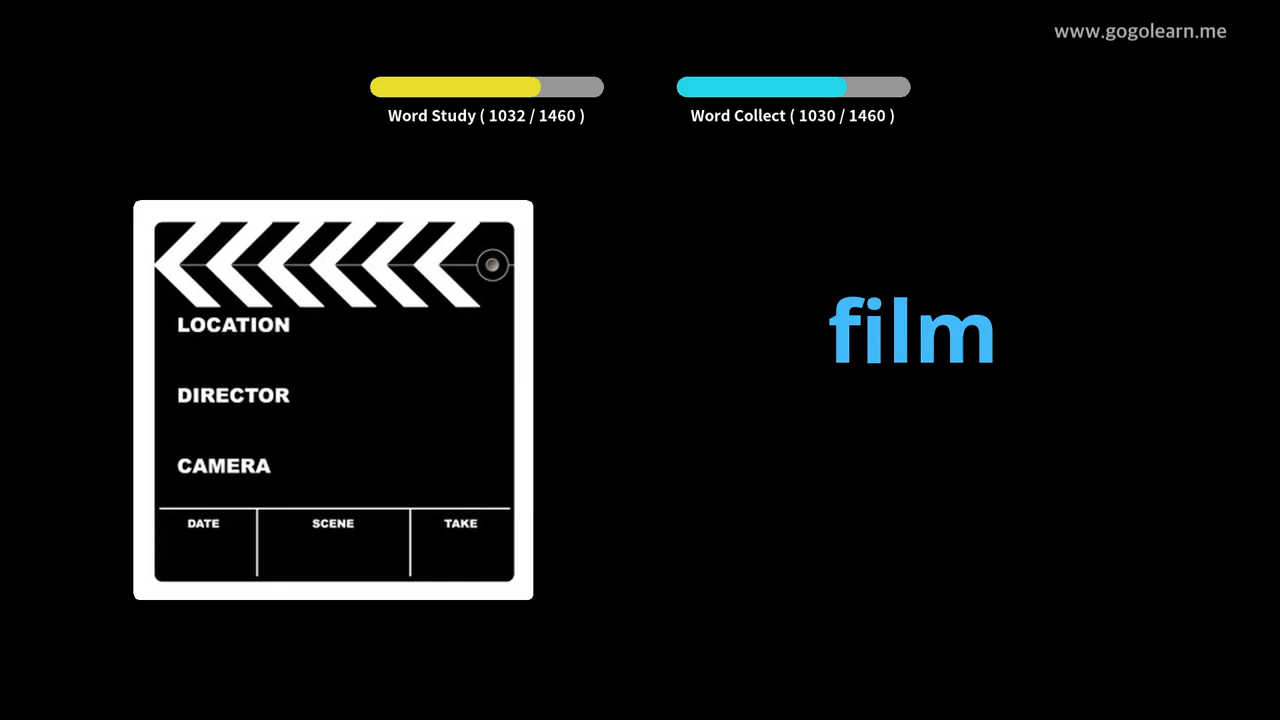 www.gogolearn.me
Word Study ( 1032 / 1460 )
Word Collect ( 1030 / 1460 )
LOCATION
DIRECTOR
CAMERA
DATE
SCENE
TAKE
film